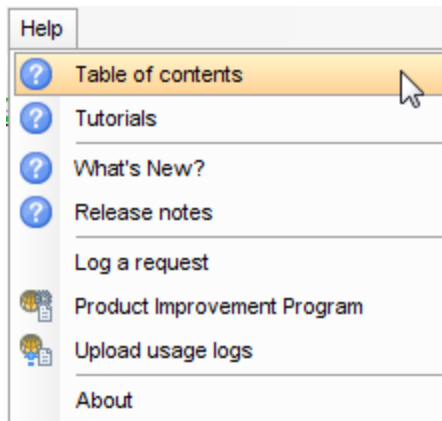 Help
Table of contents
Tutorials
What's New?
Release notes
Log a request
Product Improvement Program
Upload usage logs
About